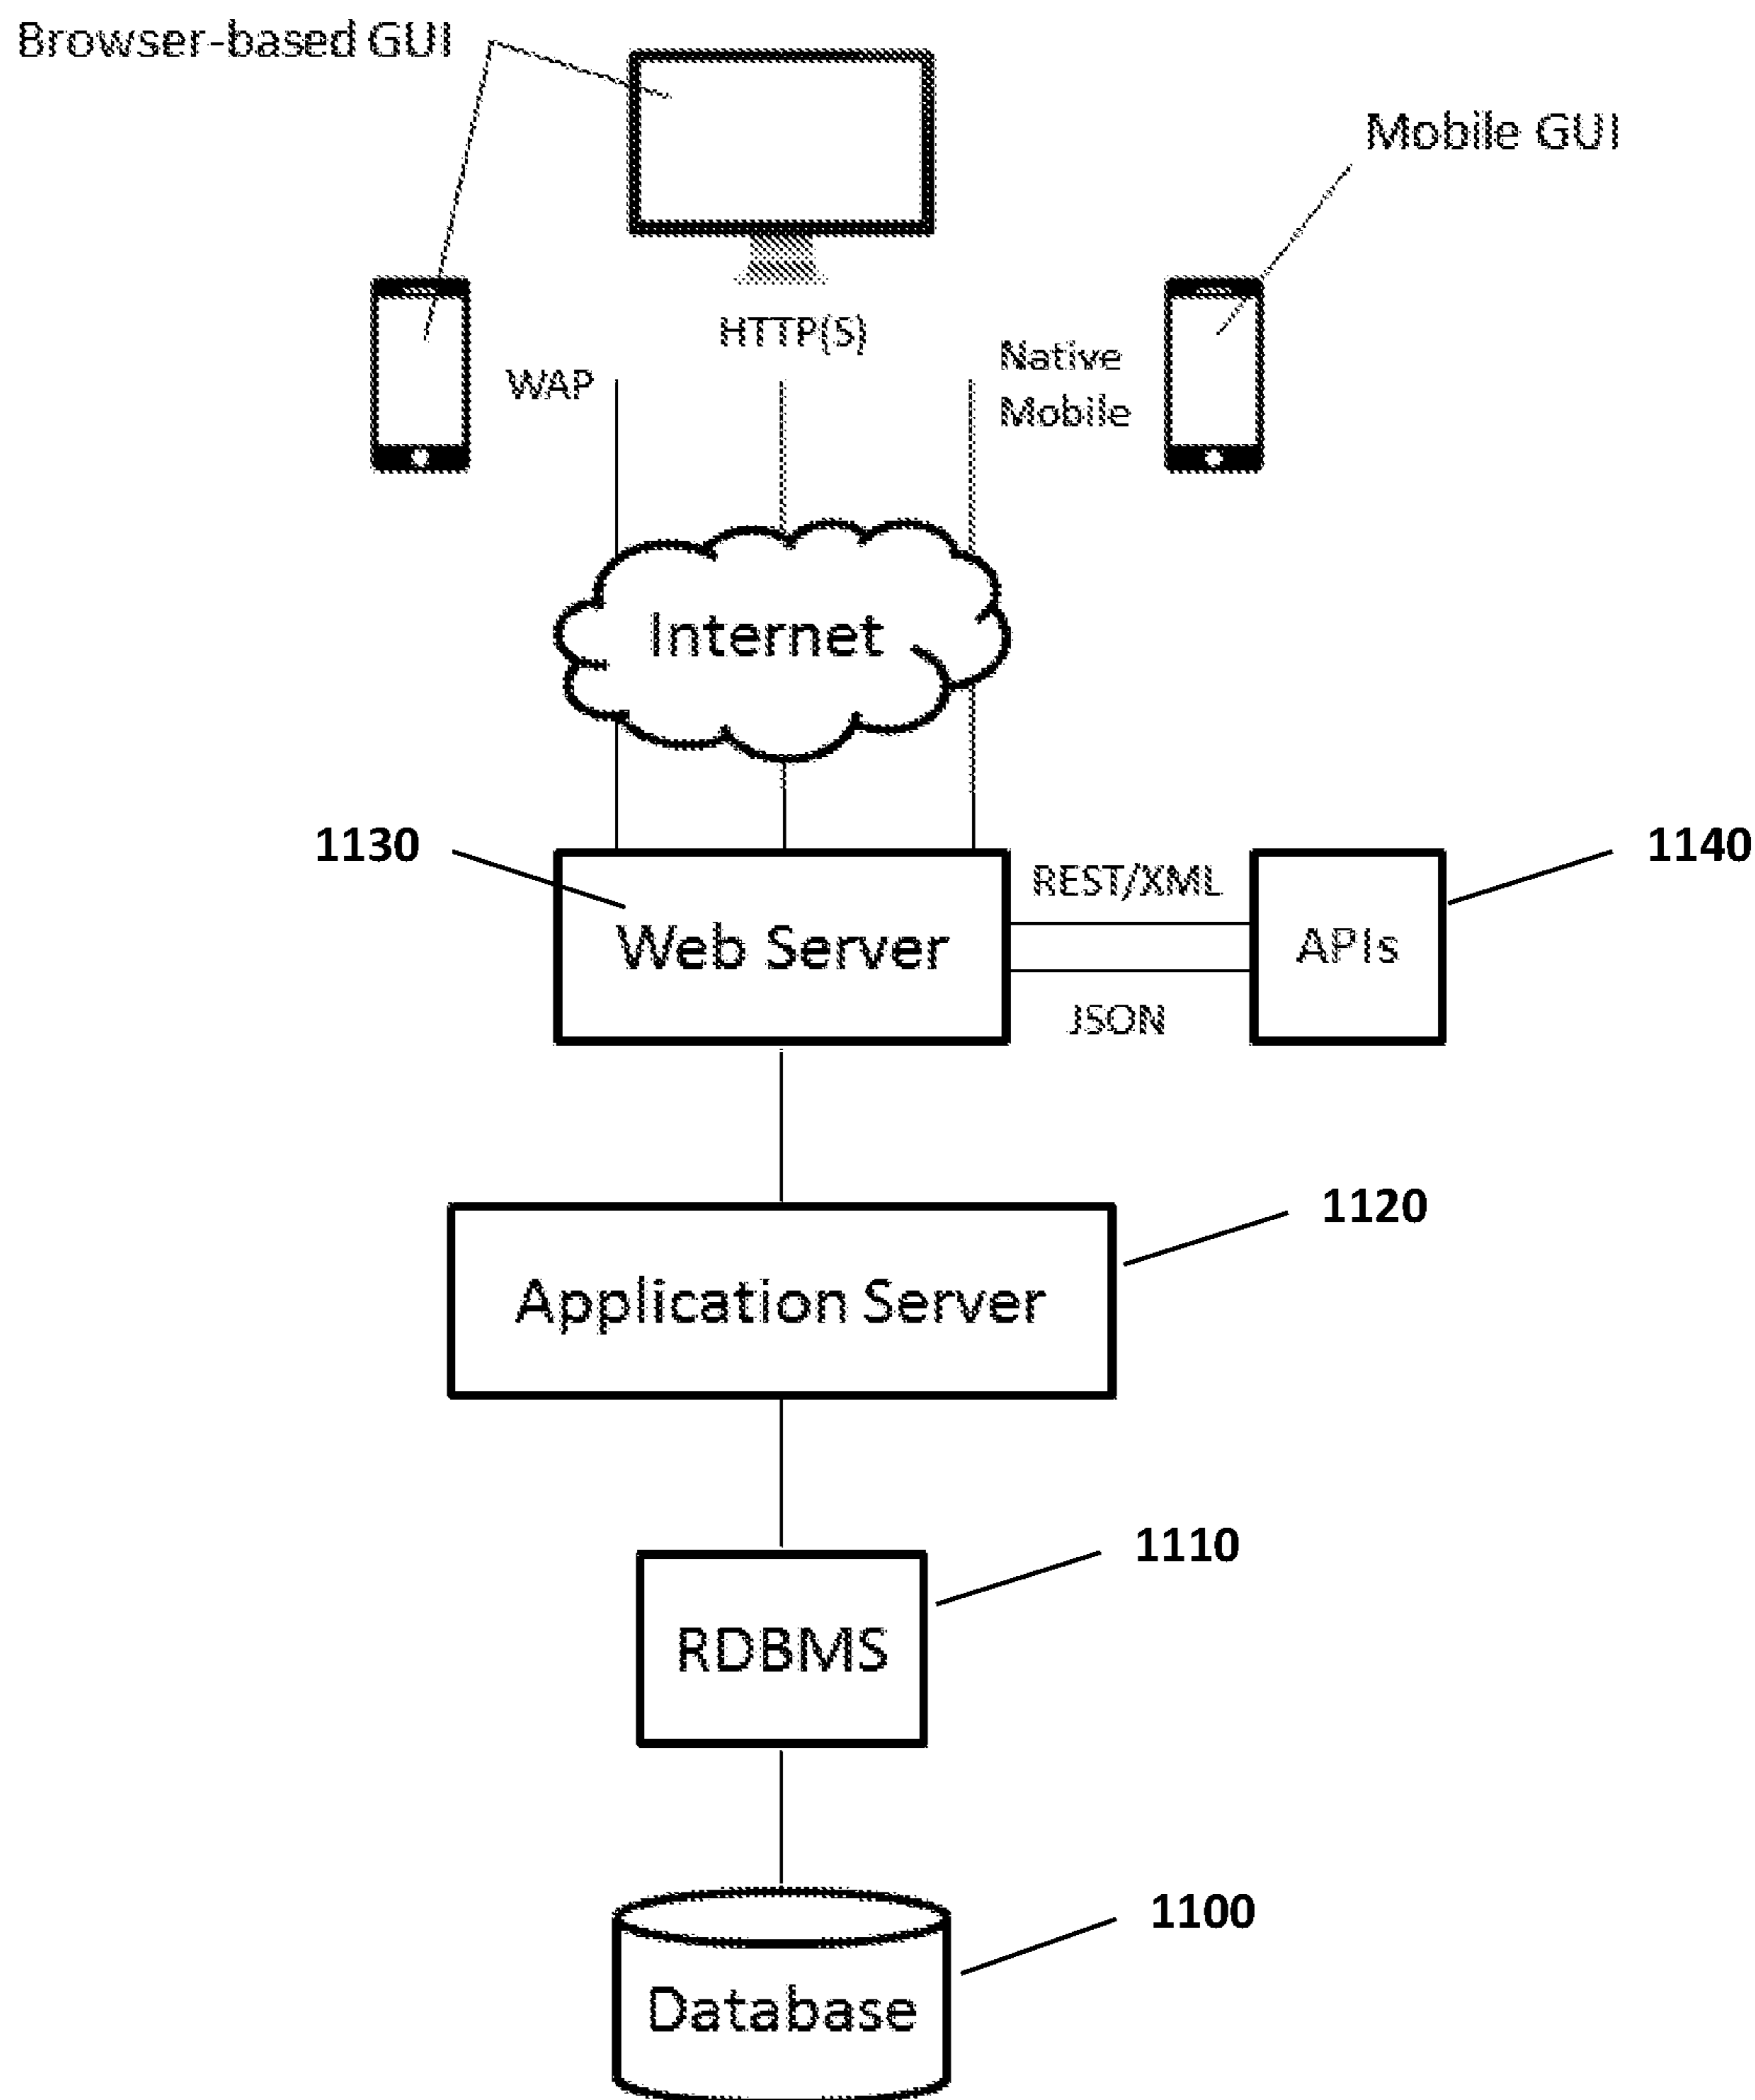 Browser-based GUI
Mobile GUI
HTTP(S)
WAP
Native
Mobile
Internet
1130
1140
REST/XML
Web Server
APIs
JSON
1120
Application Server
1110
RDBMS
1100
Database